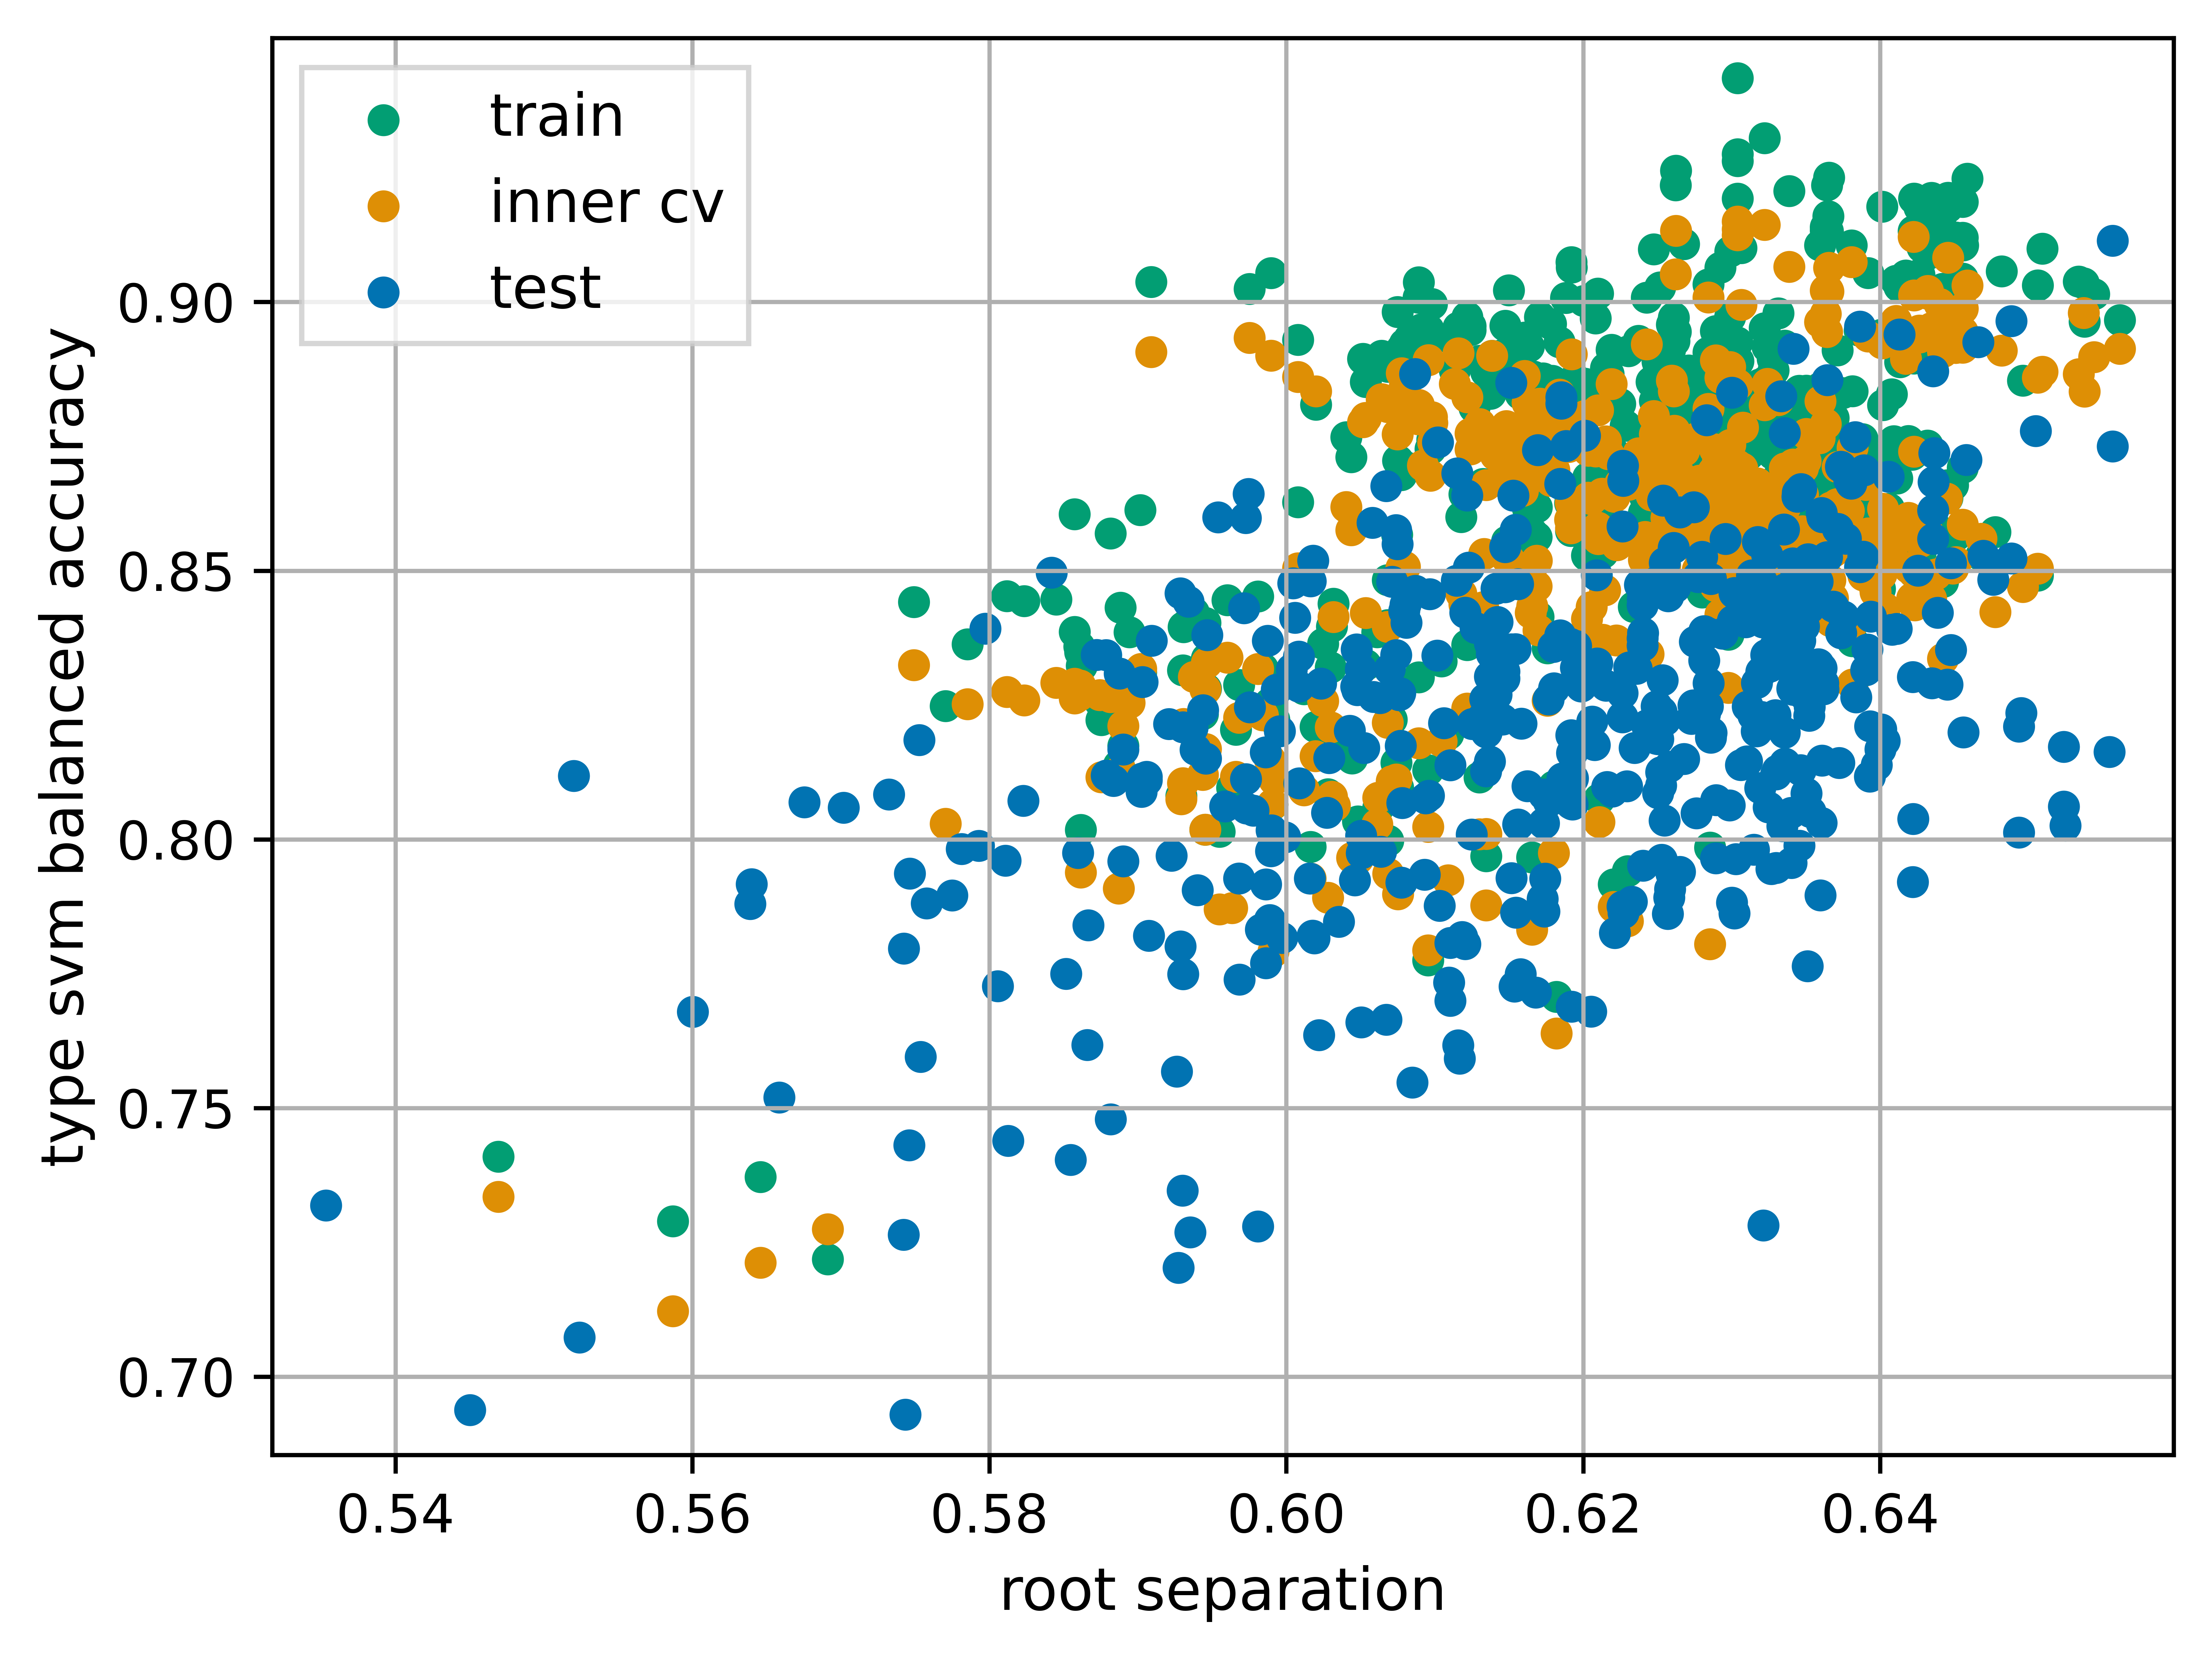 train
inner cv
test
type svm balanced accuracy
0.90
0.85
0.80
0.75
0.70
0.54 0.56 0.58 0.60 0.62 0.64
root separation